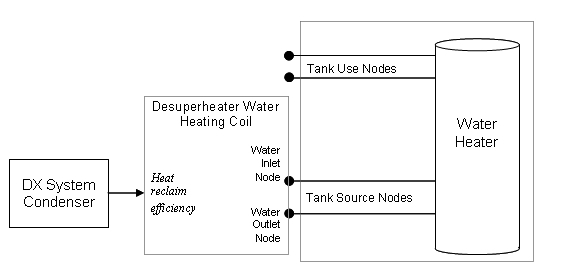 Tank Use Nodes
Desuperheater Water
Heating Coil
Water
Heater
Water
Inlet
Node
DX System
Condenser
Heat
reclaim
efficiency
Tank Source Nodes
Water
Outlet
Node